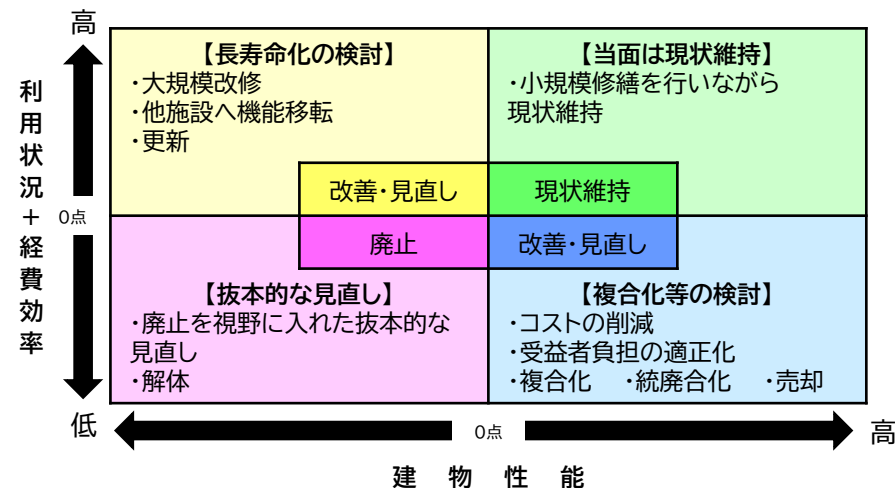 高
利用状況+経費効率
0点
低
【長寿命化の検討】
・大規模改修
・他施設へ機能移転
・更新
改善・見直し
【当面は現状維持】
・小規模修繕を行いながら
現状維持
現状維持
廃止
【抜本的な見直し】
・廃止を視野に入れた抜本的な
見直し
・解体
改善・見直し
【複合化等の検討】
・コストの削減
・受益者負担の適正化
・複合化 ・統廃合化 ・売却
0点
高
建物性能